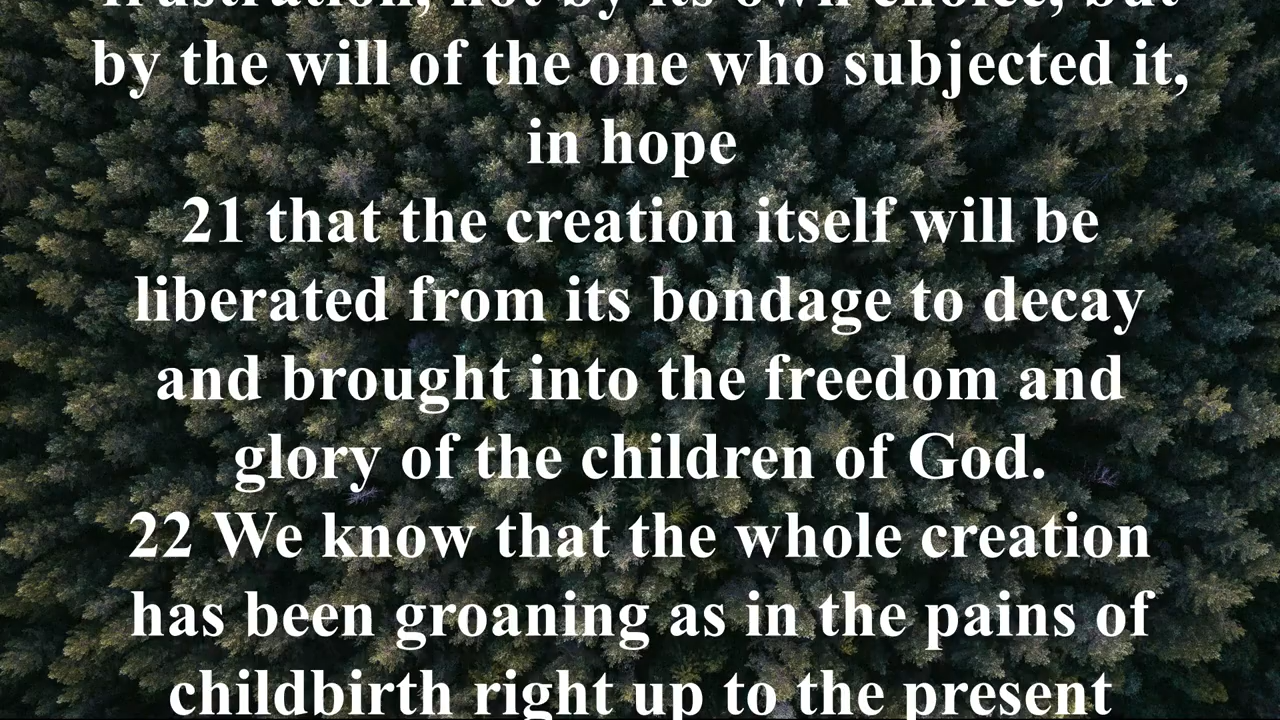 frustration, not by its own choice, but
by the will of the one who subjected it,
in hope
21 that the creation itself will be
liberated from its bondage to decay
and brought into the freedom and
glory of the children of God.
22 We know that the whole creation
has been groaning as in the pains of
childbirth right up to the present